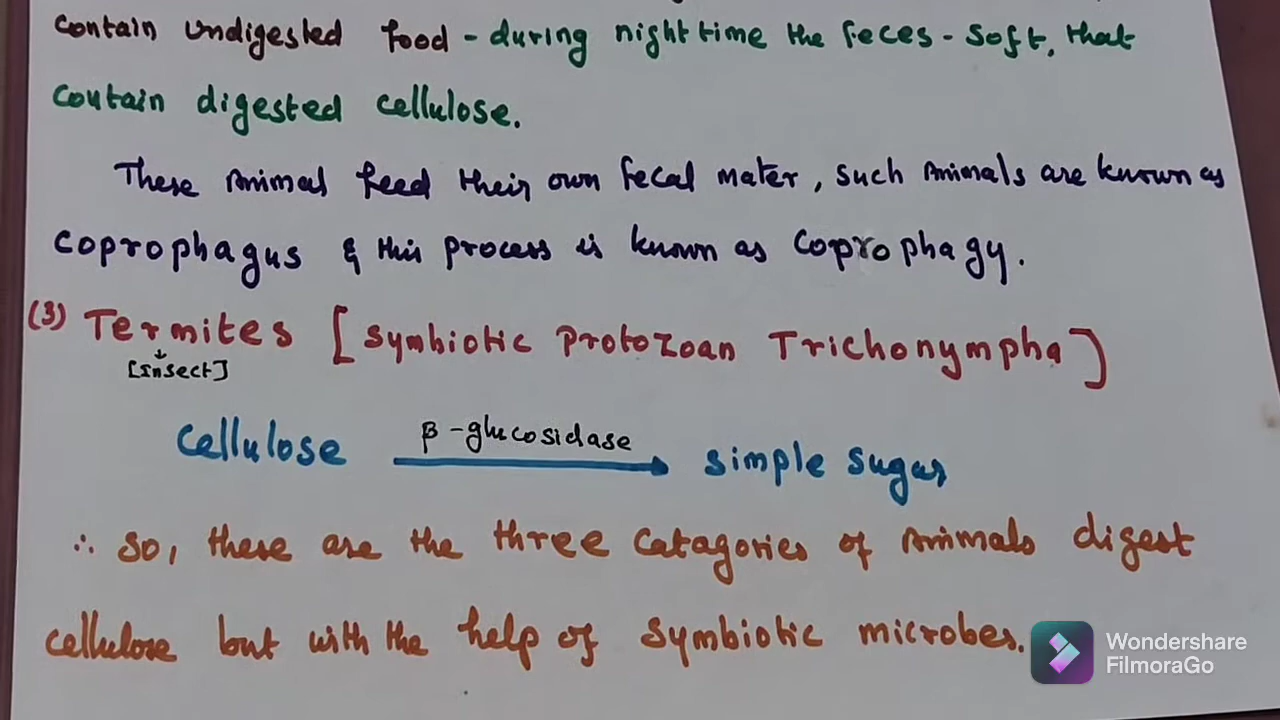 contain undigested food - during night time the feces - soft, that
contain digested cellulose.
These animal feed their own fecal mater, such animals are known as
coprophagus & this process is known as coprophagy.
(3) Termites [symbiotic protozoan Trichonympha]
[insect]
cellulose β-glucosidase simple sugar
∴ so, these are the three catagories of animals digest
cellulose but with the help of symbiotic microbes.
Wondershare
FilmoraGo